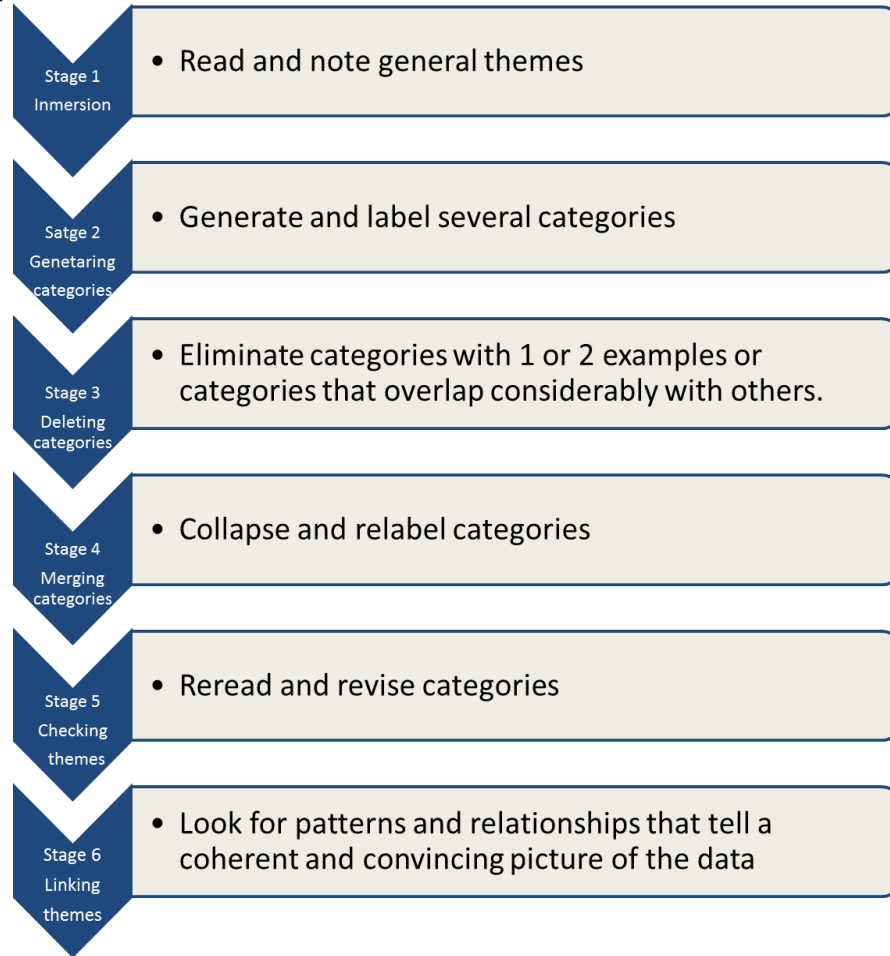 Stage 1
Inmersion
• Read and note general themes
Satge 2
Genetaring
categories
• Generate and label several categories
Stage 3
Deleting
categories
• Eliminate categories with 1 or 2 examples or
categories that overlap considerably with others.
Stage 4
Merging
categories
• Collapse and relabel categories
Stage 5
Checking
themes
• Reread and revise categories
Stage 6
Linking
themes
• Look for patterns and relationships that tell a
coherent and convincing picture of the data